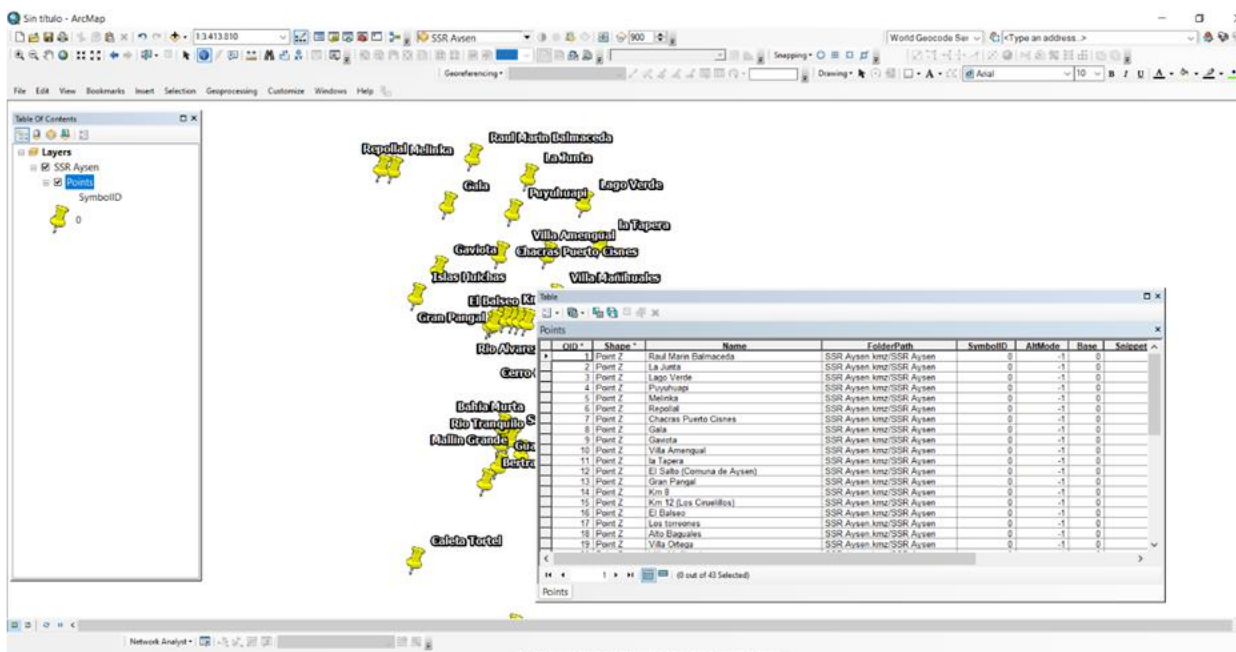 Sin título - ArcMap
1:3.413.810
SSR Aysen
900
World Geocode Ser
<Type an address...>
Snapping
Georeferencing
Drawing
Arial
10
B I U A
File Edit View Bookmarks Insert Selection Geoprocessing Customize Windows Help
Table Of Contents
Layers
SSR Aysen
Points
SymbolID
0
Raul Marin Balmaceda
Repollal Melinka
La Junta
Gala
Puyuhuapi
Lago Verde
la Tapera
Villa Amengual
Gaviota
Chacras Puerto Cisnes
Islas Huichas
Villa Mañihuales
El Balseo
Gran Pangal
Rio Alvare
Cerro
Bahia Murta
Rio Tranquilo
Mallin Grande
Gua
Bertra
Caleta Tortel
Table
Points
OID * Shape * Name FolderPath SymbolID AltMode Base Snippet
1 Point Z Raul Marin Balmaceda SSR Aysen.kmz/SSR Aysen 0 -1 0
2 Point Z La Junta SSR Aysen.kmz/SSR Aysen 0 -1 0
3 Point Z Lago Verde SSR Aysen.kmz/SSR Aysen 0 -1 0
4 Point Z Puyuhuapi SSR Aysen.kmz/SSR Aysen 0 -1 0
5 Point Z Melinka SSR Aysen.kmz/SSR Aysen 0 -1 0
6 Point Z Repollal SSR Aysen.kmz/SSR Aysen 0 -1 0
7 Point Z Chacras Puerto Cisnes SSR Aysen.kmz/SSR Aysen 0 -1 0
8 Point Z Gala SSR Aysen.kmz/SSR Aysen 0 -1 0
9 Point Z Gaviota SSR Aysen.kmz/SSR Aysen 0 -1 0
10 Point Z Villa Amengual SSR Aysen.kmz/SSR Aysen 0 -1 0
11 Point Z la Tapera SSR Aysen.kmz/SSR Aysen 0 -1 0
12 Point Z El Salto (Comuna de Aysen) SSR Aysen.kmz/SSR Aysen 0 -1 0
13 Point Z Gran Pangal SSR Aysen.kmz/SSR Aysen 0 -1 0
14 Point Z Km 8 SSR Aysen.kmz/SSR Aysen 0 -1 0
15 Point Z Km 12 (Los Ciruelillos) SSR Aysen.kmz/SSR Aysen 0 -1 0
16 Point Z El Balseo SSR Aysen.kmz/SSR Aysen 0 -1 0
17 Point Z Los torreones SSR Aysen.kmz/SSR Aysen 0 -1 0
18 Point Z Alto Baguales SSR Aysen.kmz/SSR Aysen 0 -1 0
19 Point Z Villa Ortega SSR Aysen.kmz/SSR Aysen 0 -1 0
1
(0 out of 43 Selected)
Points
Network Analyst